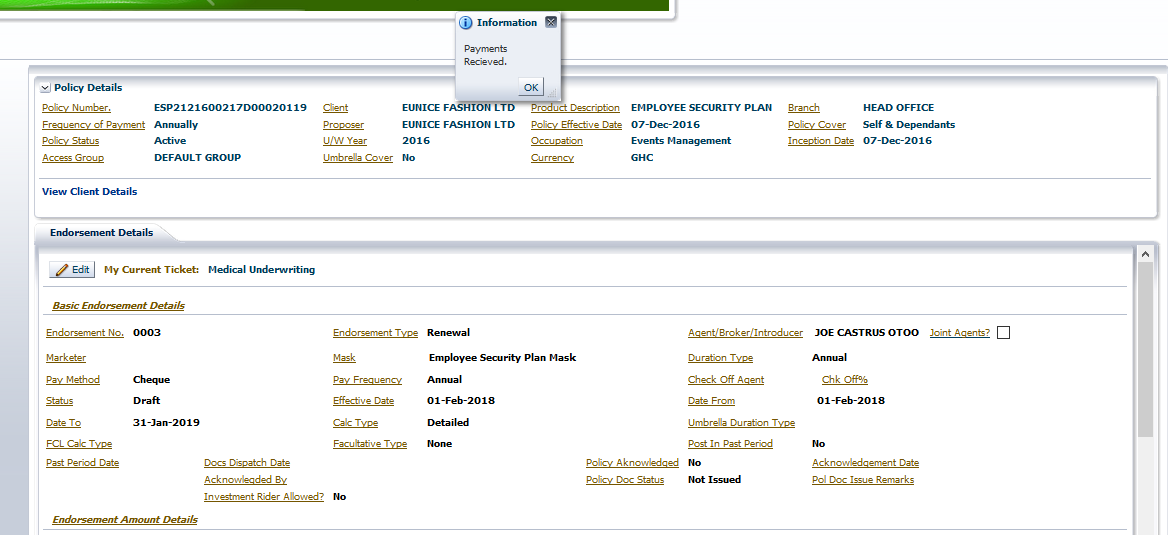 Information
Payments
Recieved.
OK
Policy Details
Policy Number. ESP2121600217D00020119 Client EUNICE FASHION LTD Product Description EMPLOYEE SECURITY PLAN Branch HEAD OFFICE
Frequency of Payment Annually Proposer EUNICE FASHION LTD Policy Effective Date 07-Dec-2016 Policy Cover Self & Dependants
Policy Status Active U/W Year 2016 Occupation Events Management Inception Date 07-Dec-2016
Access Group DEFAULT GROUP Umbrella Cover No Currency GHC
View Client Details
Endorsement Details
Edit My Current Ticket: Medical Underwriting
Basic Endorsement Details
Endorsement No. 0003 Endorsement Type Renewal Agent/Broker/Introducer JOE CASTRUS OTOO Joint Agents?
Marketer Mask Employee Security Plan Mask Duration Type Annual
Pay Method Cheque Pay Frequency Annual Check Off Agent Chk Off%
Status Draft Effective Date 01-Feb-2018 Date From 01-Feb-2018
Date To 31-Jan-2019 Calc Type Detailed Umbrella Duration Type
FCL Calc Type Facultative Type None Post In Past Period No
Past Period Date Docs Dispatch Date Policy Aknowledged No Acknowledgement Date
Acknowleqded By Policy Doc Status Not Issued Pol Doc Issue Remarks
Investment Rider Allowed? No
Endorsement Amount Details